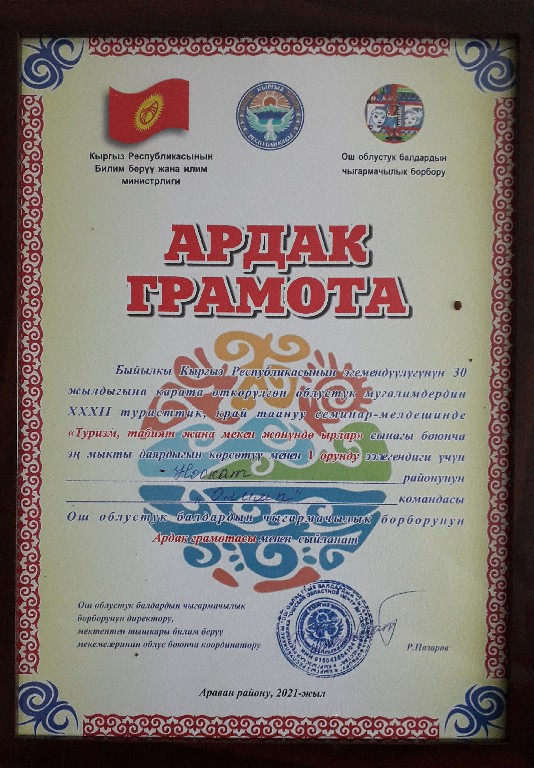 Кыргыз Республикасынын
Билим берүү жана илим
министрлиги
КЫРГЫЗ
РЕСПУБЛИКАСЫ
Ош облустук балдардын
чыгармачылык борбору
АРДАК
ГРАМОТА
Быйылкы Кыргыз Республикасынын эгемендүүлүгүнүн 30
жылдыгына карата өткөрүлгөн облустук мугалимдердин
XXXII туристтик, край таануу семинар-мелдешинде
«Туризм, табият жана мекен жөнүндө ырлар» сынагы боюнча
эң мыкты даярдыгын көрсөтүү менен I орунду ээлегендиги үчүн
Ноокат районунун
командасы
Ош облустук балдардын чыгармачылык борборунун
Ардак грамотасы менен сыйланат
Ош облустук балдардын чыгармачылык
борборунун директору,
мектептен тышкары билим берүү
мекемелеринин облус боюнча координатору
Р.Пазаров
Араван району, 2021-жыл